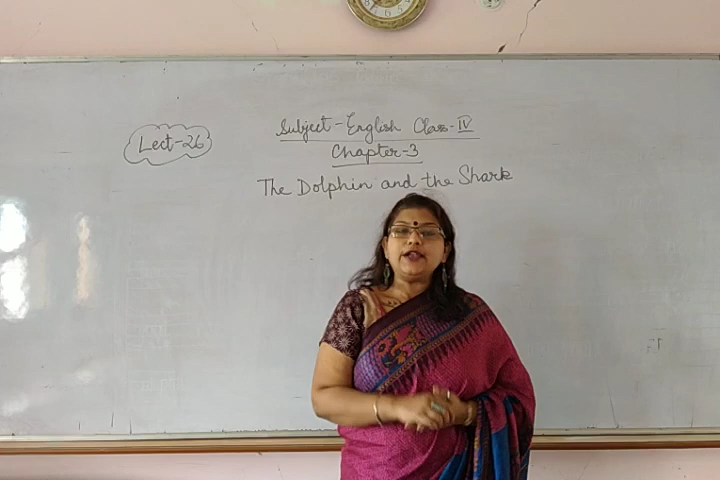 Lect-26
Subject-English Class-IV
Chapter-3
The Dolphin and the Shark